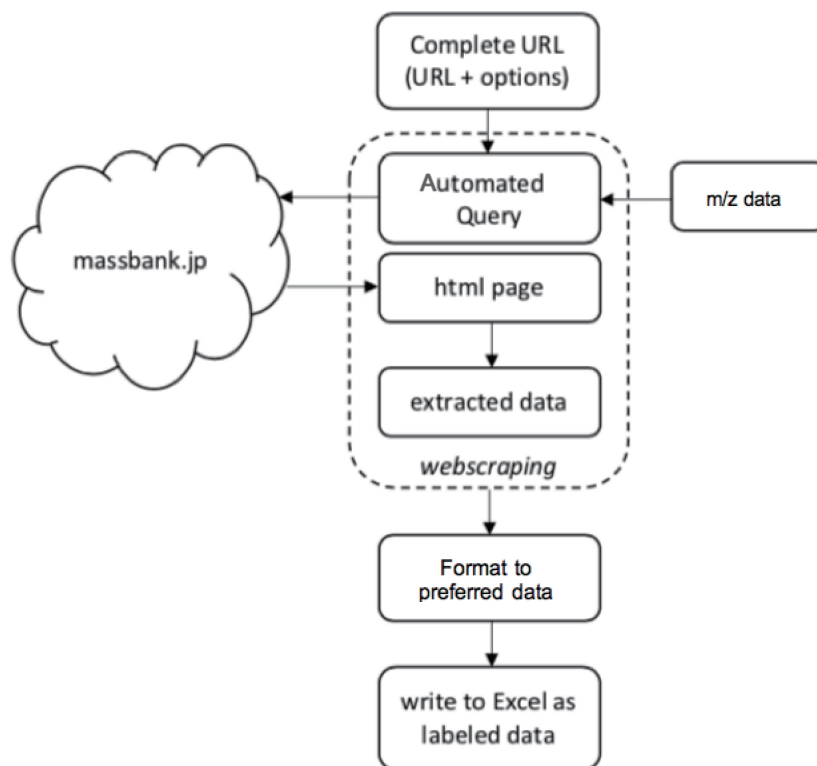 Complete URL
(URL + options)
Automated
Query
m/z data
massbank.jp
html page
extracted data
webscraping
Format to
preferred data
write to Excel as
labeled data